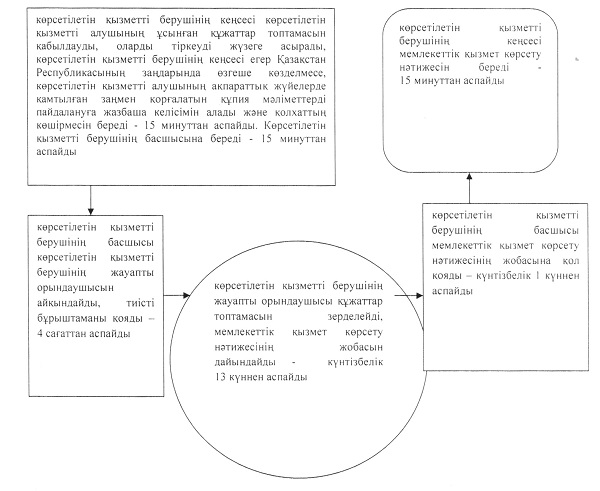 көрсетілетін қызметті берушінің кеңсесі көрсетілетін
қызметті алушының ұсынған құжаттар топтамасын
қабылдауды, оларды тіркеуді жүзеге асырады,
көрсетілетін қызметті берушінің кеңсесі егер Қазақстан
Республикасының заңдарында өзгеше көзделмесе,
көрсетілетін қызметті алушының ақпараттық жүйелерде
қамтылған заңмен қорғалатын құпия мәліметтерді
пайдалануға жазбаша келісімін алады және қолхаттың
көшірмесін береді - 15 минуттан аспайды. Көрсетілетін
қызметті берушінің басшысына береді - 15 минуттан
аспайды
көрсетілетін қызметті
берушінің басшысы
көрсетілетін қызметті
берушінің жауапты
орындаушысын
айқындайды, тиісті
бұрыштаманы қояды –
4 сағаттан аспайды
көрсетілетін қызметті берушінің
жауапты орындаушысы құжаттар
топтамасын зерделейді,
мемлекеттік қызмет көрсету
нәтижесінің жобасын
дайындайды - күнтізбелік
13 күннен аспайды
көрсетілетін қызметті
берушінің басшысы
мемлекеттік қызмет көрсету
нәтижесінің жобасына қол
қояды – күнтізбелік 1 күннен
аспайды
көрсетілетін қызметті
берушінің кеңсесі
мемлекеттік қызмет көрсету
нәтижесін береді -
15 минуттан аспайды